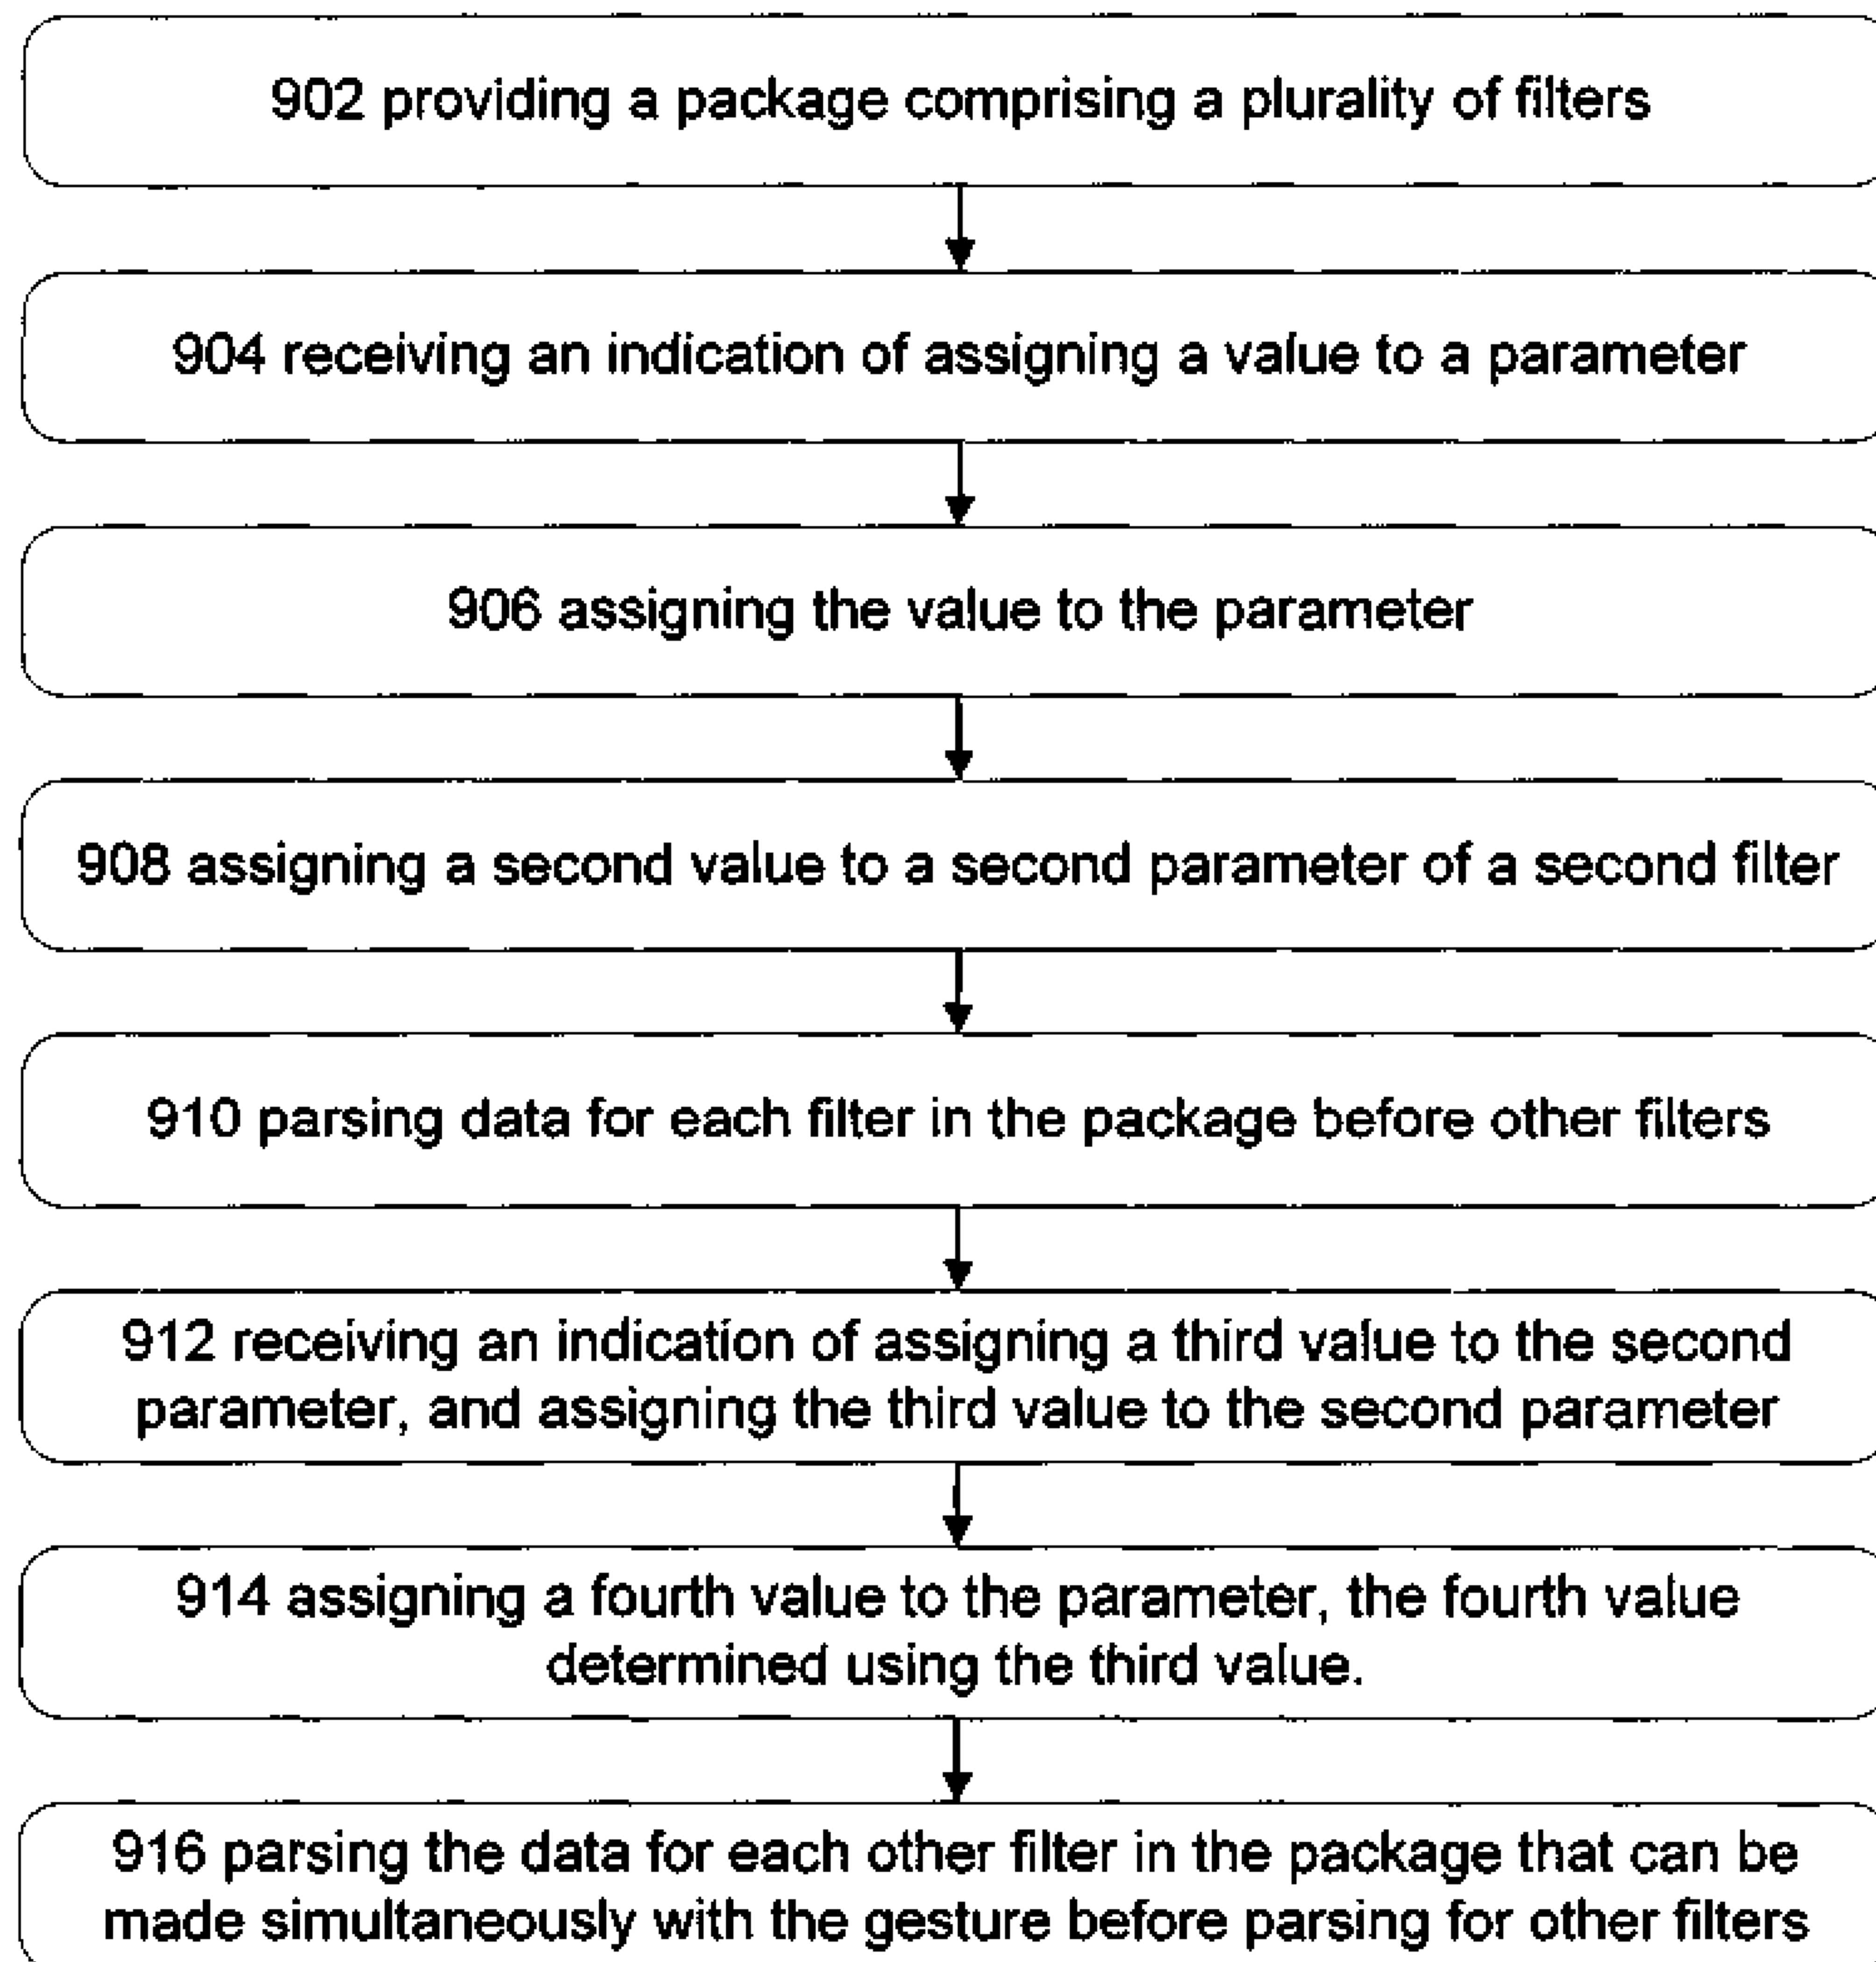 902 providing a package comprising a plurality of filters
904 receiving an indication of assigning a value to a parameter
906 assigning the value to the parameter
908 assigning a second value to a second parameter of a second filter
910 parsing data for each filter in the package before other filters
912 receiving an indication of assigning a third value to the second
parameter, and assigning the third value to the second parameter
914 assigning a fourth value to the parameter, the fourth value
determined using the third value.
916 parsing the data for each other filter in the package that can be
made simultaneously with the gesture before parsing for other filters